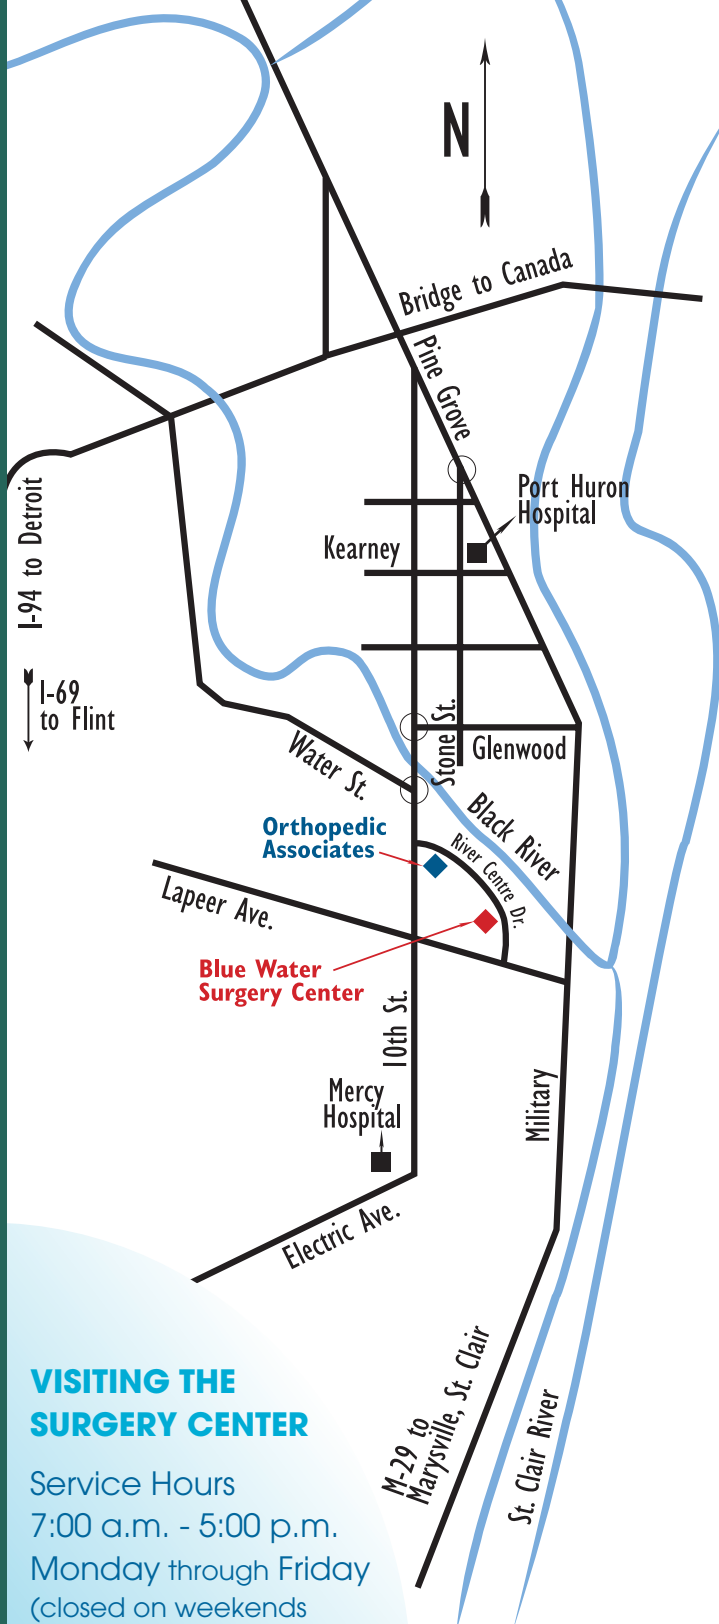 N
Bridge to Canada
Pine Grove
Port Huron
Hospital
I-94 to Detroit
Kearney
I-69
to Flint
Stone St.
Glenwood
Water St.
Black River
Orthopedic
Associates
River Centre Dr.
Lapeer Ave.
Blue Water
Surgery Center
10th St.
Mercy
Hospital
Military
Electric Ave.
M-29 to
Marysville, St. Clair
St. Clair River
VISITING THE
SURGERY CENTER
Service Hours
7:00 a.m. - 5:00 p.m.
Monday through Friday
(closed on weekends